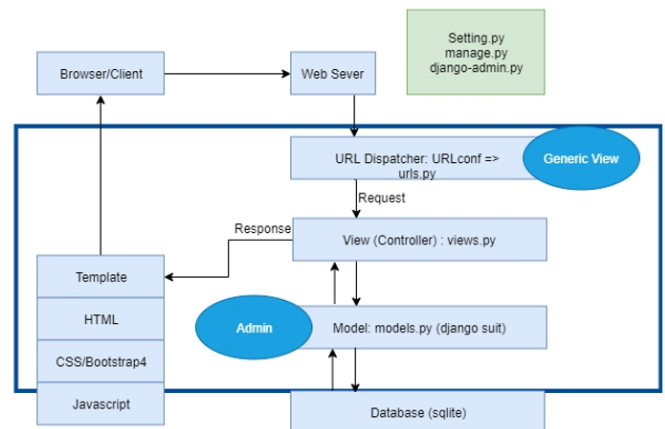 Setting.py
manage.py
django-admin.py
Browser/Client
Web Sever
URL Dispatcher: URLconf =>
urls.py
Generic View
Request
Response
View (Controller) : views.py
Template
HTML
CSS/Bootstrap4
Javascript
Admin
Model: models.py (django suit)
Database (sqlite)